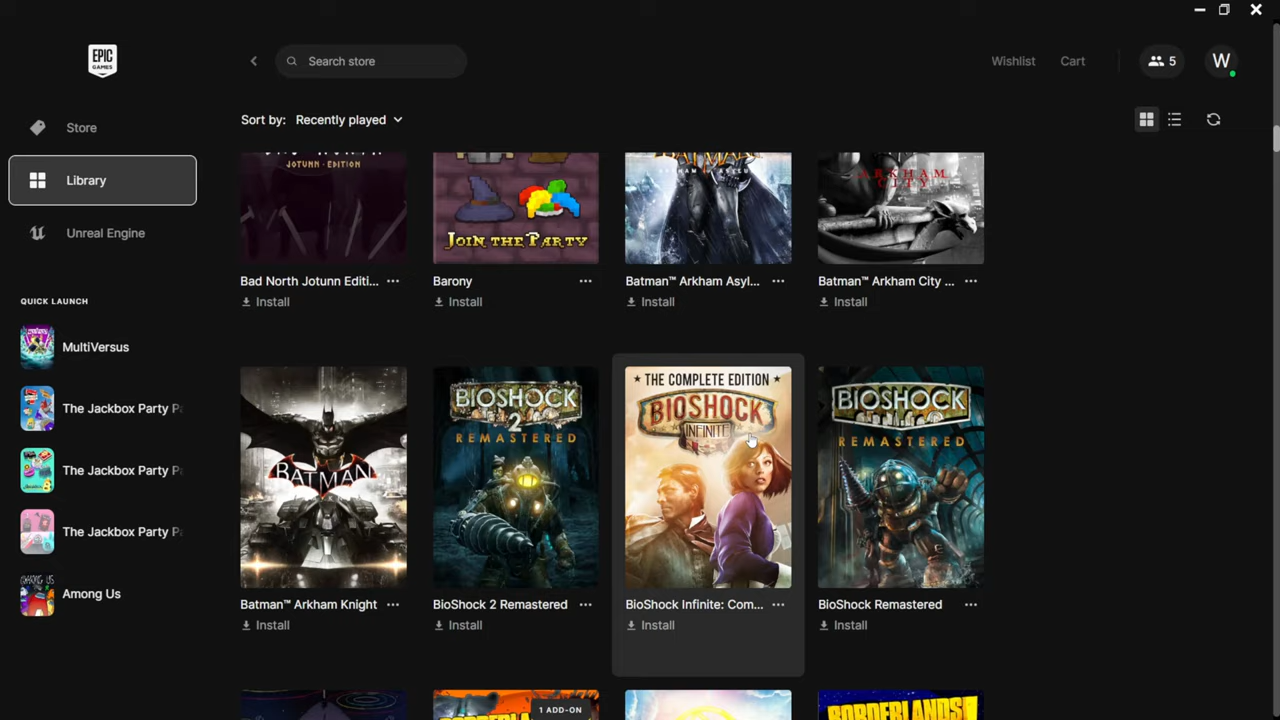 EPIC
GAMES
Search store
Wishlist
Cart
5
W
Store
Library
Unreal Engine
QUICK LAUNCH
MultiVersus
The Jackbox Party
The Jackbox Party
The Jackbox Party
Among Us
Sort by: Recently played
JOTUNN · EDITION
JOIN THE PARTY
ARKHAM
CITY
Bad North Jotunn Editi... ...
Barony ...
Batman™ Arkham Asyl... ...
Batman™ Arkham City ... ...
Install
Install
Install
Install
BATMAN
BIOSHOCK
2
REMASTERED
THE COMPLETE EDITION
BIOSHOCK
INFINITE
BIOSHOCK
REMASTERED
Batman™ Arkham Knight ...
BioShock 2 Remastered ...
BioShock Infinite: Com... ...
BioShock Remastered ...
Install
Install
Install
Install
1 ADD-ON
BORDERLANDS